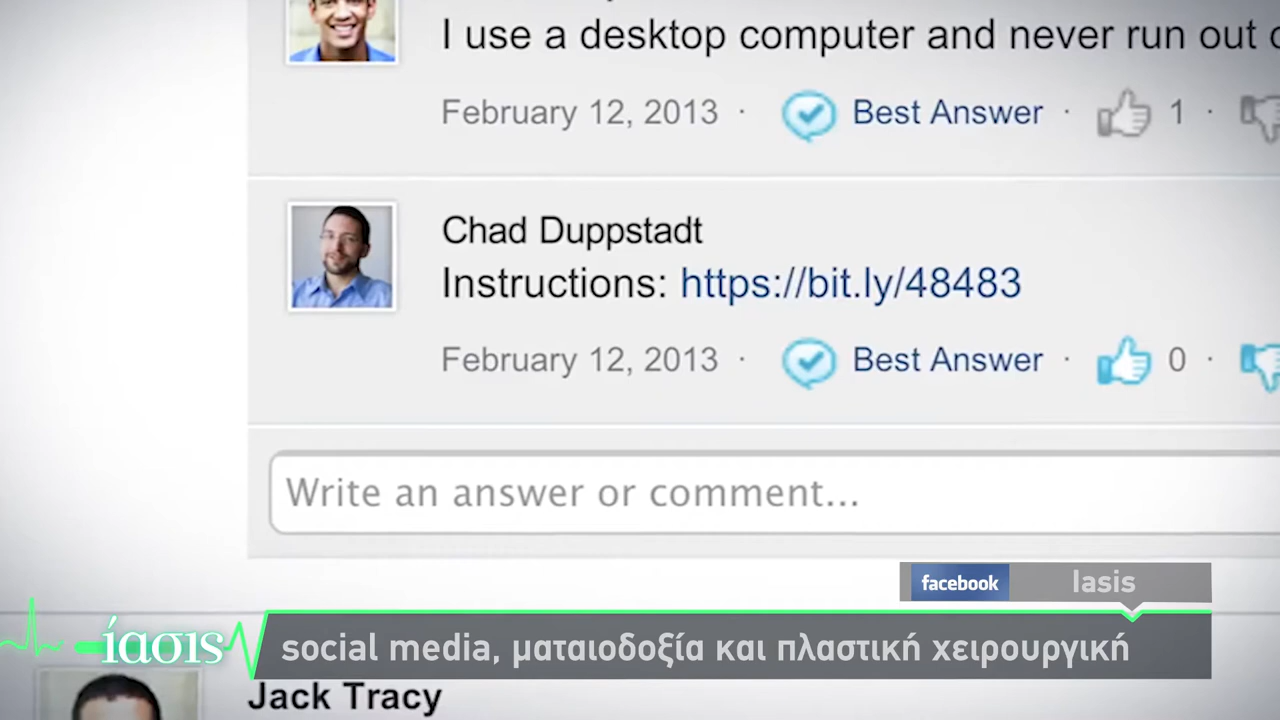 I use a desktop computer and never run out
February 12, 2013 · Best Answer · 1 ·
Chad Duppstadt
Instructions: https://bit.ly/48483
February 12, 2013 · Best Answer · 0 ·
Write an answer or comment...
facebook Iasis
ίασις social media, ματαιοδοξία και πλαστική χειρουργική
Jack Tracy